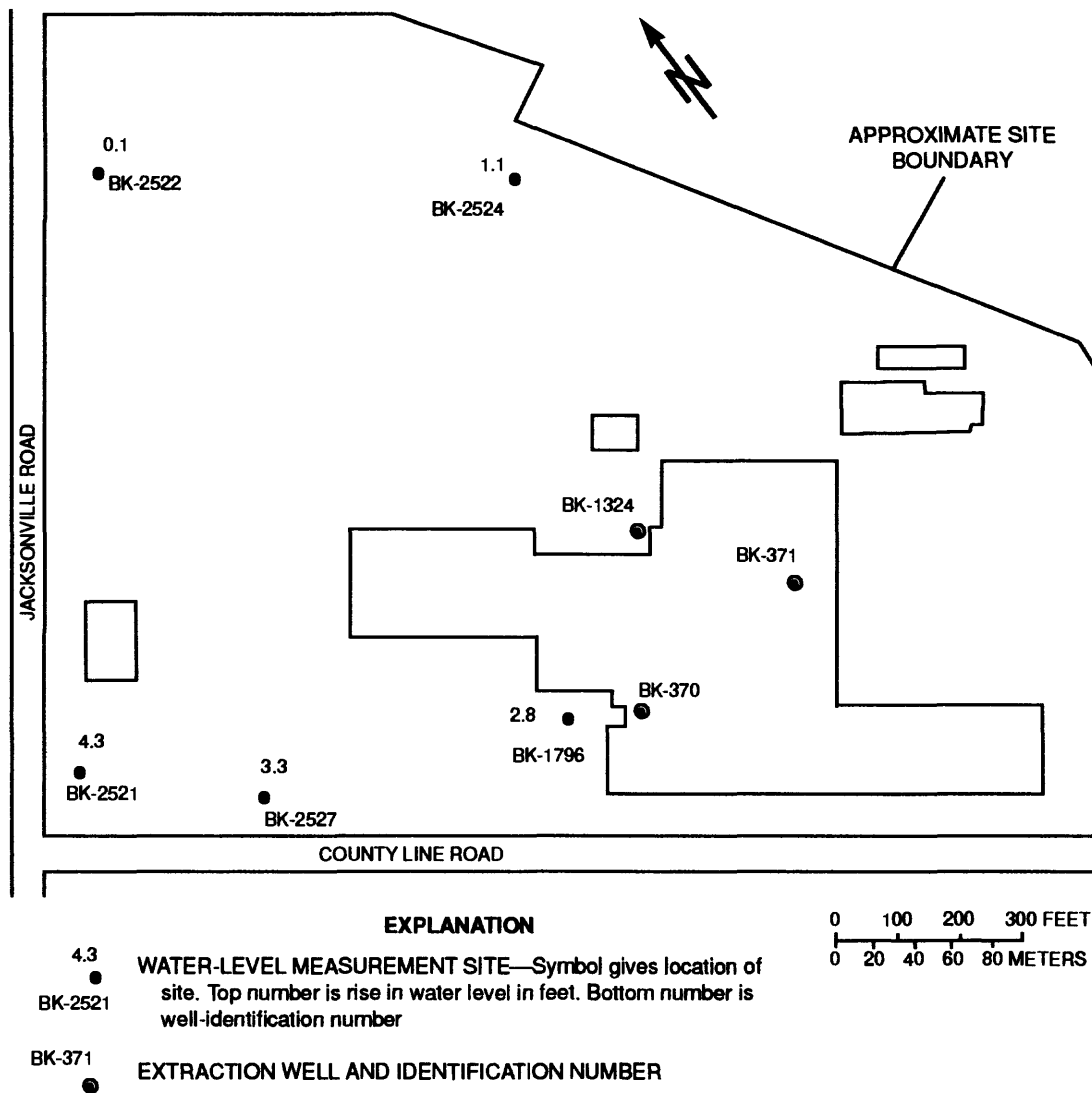 N
APPROXIMATE SITE
BOUNDARY
0.1
BK-2522
1.1
BK-2524
JACKSONVILLE ROAD
BK-1324
BK-371
BK-370
2.8
BK-1796
4.3
BK-2521
3.3
BK-2527
COUNTY LINE ROAD
EXPLANATION
4.3
BK-2521
WATER-LEVEL MEASUREMENT SITE—Symbol gives location of
site. Top number is rise in water level in feet. Bottom number is
well-identification number
BK-371
EXTRACTION WELL AND IDENTIFICATION NUMBER
0 100 200 300 FEET
0 20 40 60 80 METERS